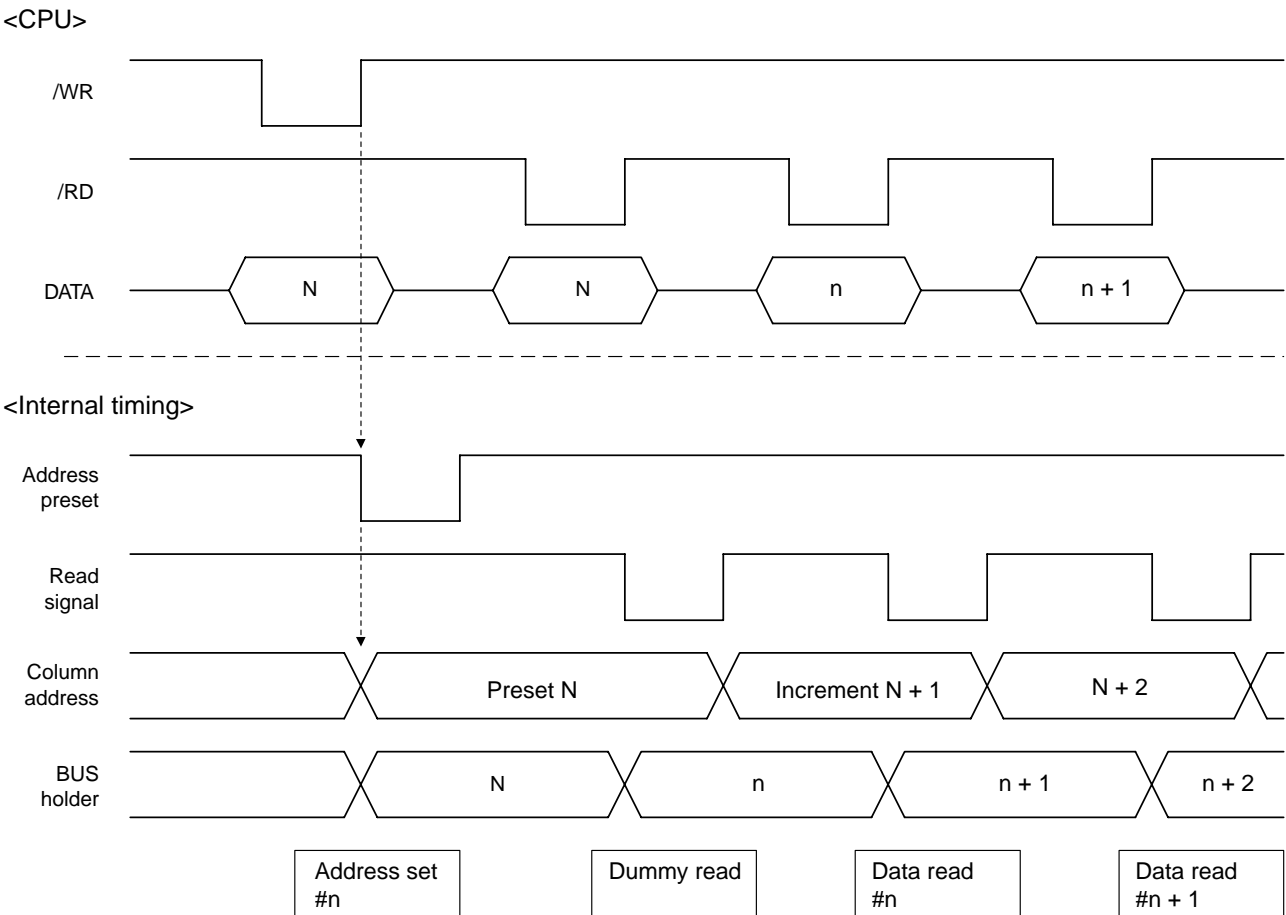 <CPU>
/WR
/RD
DATA
N
N
n
n + 1
<Internal timing>
Address
preset
Read
signal
Column
address
Preset N
Increment N + 1
N + 2
BUS
holder
N
n
n + 1
n + 2
Address set
#n
Dummy read
Data read
#n
Data read
#n + 1